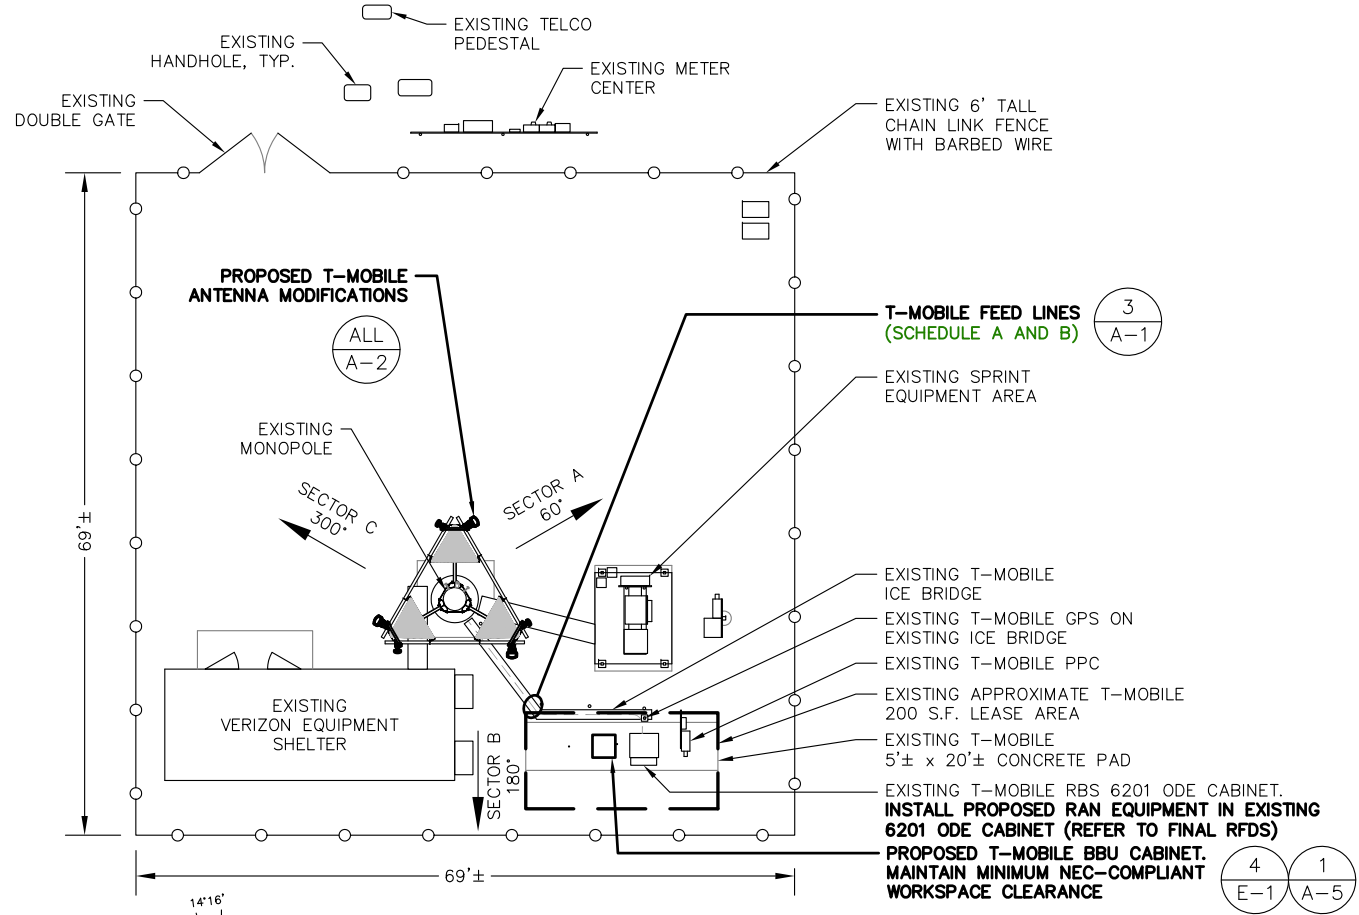 EXISTING TELCO
PEDESTAL
EXISTING
HANDHOLE, TYP.
EXISTING METER
CENTER
EXISTING
DOUBLE GATE
EXISTING 6' TALL
CHAIN LINK FENCE
WITH BARBED WIRE
PROPOSED T-MOBILE
ANTENNA MODIFICATIONS
ALL
A-2
T-MOBILE FEED LINES
(SCHEDULE A AND B)
3
A-1
EXISTING SPRINT
EQUIPMENT AREA
EXISTING
MONOPOLE
SECTOR C
300°
SECTOR A
60°
69'±
EXISTING T-MOBILE
ICE BRIDGE
EXISTING T-MOBILE GPS ON
EXISTING ICE BRIDGE
EXISTING T-MOBILE PPC
EXISTING APPROXIMATE T-MOBILE
200 S.F. LEASE AREA
EXISTING T-MOBILE
5'± x 20'± CONCRETE PAD
EXISTING
VERIZON EQUIPMENT
SHELTER
SECTOR B
180°
EXISTING T-MOBILE RBS 6201 ODE CABINET.
INSTALL PROPOSED RAN EQUIPMENT IN EXISTING
6201 ODE CABINET (REFER TO FINAL RFDS)
PROPOSED T-MOBILE BBU CABINET.
MAINTAIN MINIMUM NEC-COMPLIANT
WORKSPACE CLEARANCE
4
E-1
1
A-5
69'±
14°16'